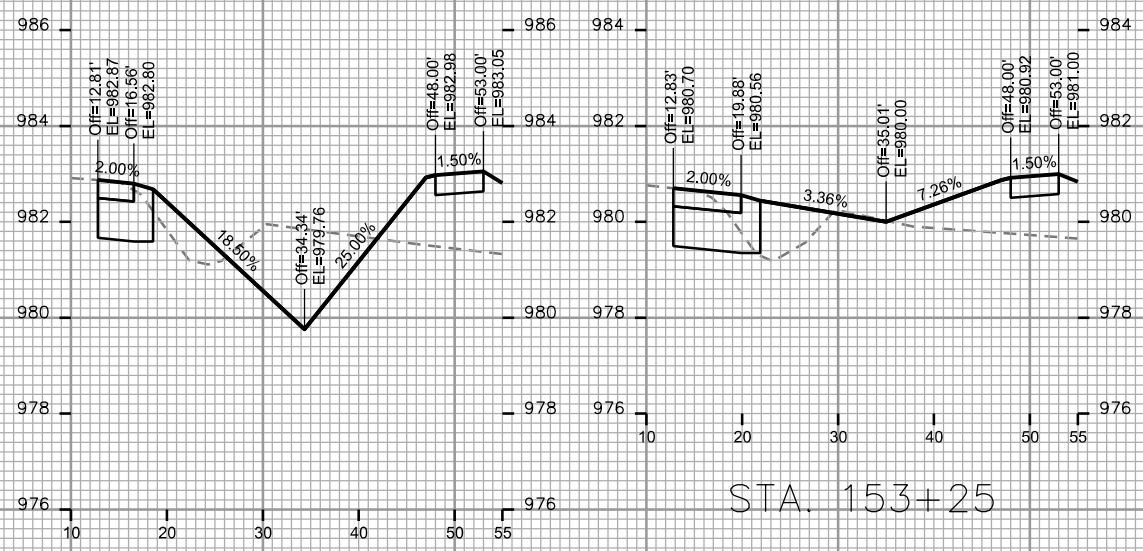 986
986
984
984
982
982
980
980
978
978
976
976
10
20
30
40
50
55
Off=12.81'
EL=982.87
Off=16.56'
EL=982.80
2.00%
18.50%
Off=34.34'
EL=979.76
25.00%
Off=48.00'
EL=982.98
1.50%
Off=53.00'
EL=983.05
984
984
982
982
980
980
978
978
976
976
10
20
30
40
50
55
Off=12.83'
EL=980.70
2.00%
Off=19.88'
EL=980.56
3.36%
Off=35.01'
EL=980.00
7.26%
Off=48.00'
EL=980.92
1.50%
Off=53.00'
EL=981.00
STA. 153+25